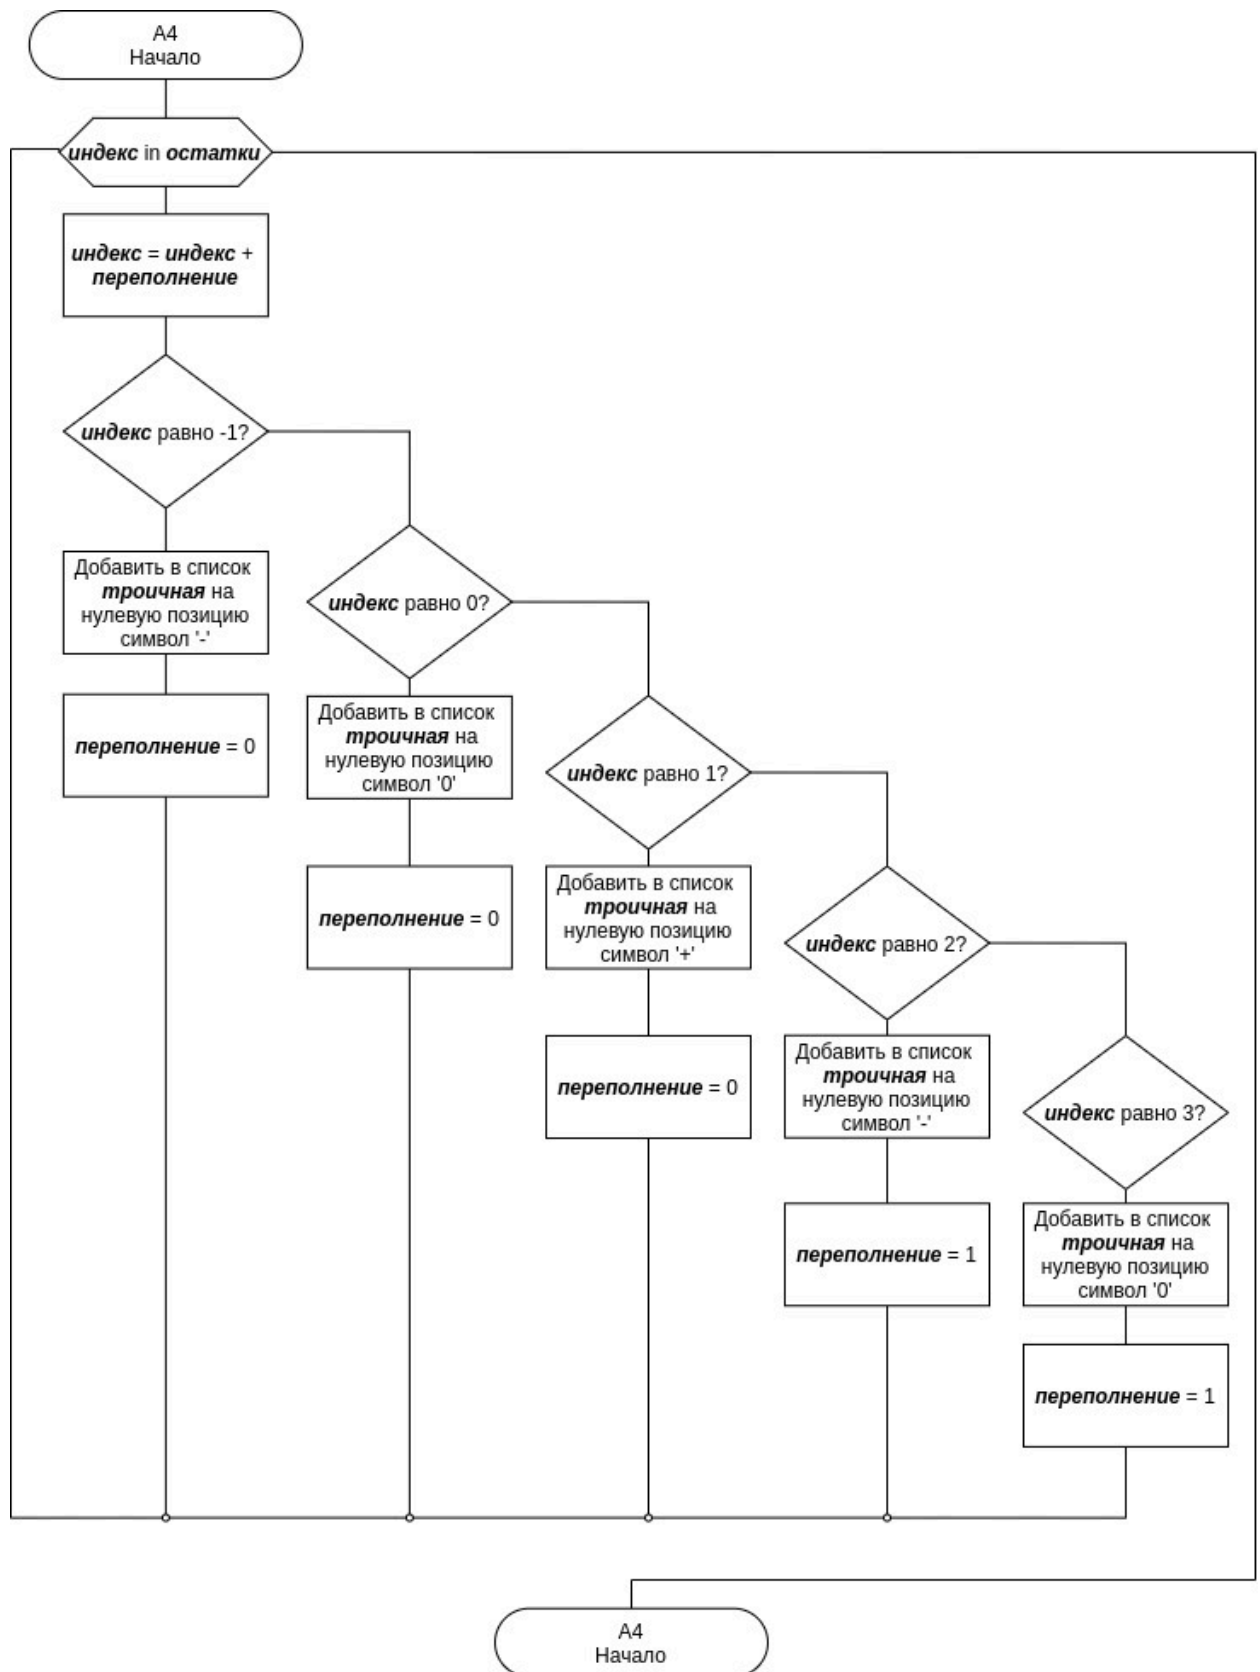 A4
Начало
индекс in остатки
индекс = индекс +
переполнение
индекс равно -1?
Добавить в список
троичная на
нулевую позицию
символ '-'
переполнение = 0
индекс равно 0?
Добавить в список
троичная на
нулевую позицию
символ '0'
переполнение = 0
индекс равно 1?
Добавить в список
троичная на
нулевую позицию
символ '+'
переполнение = 0
индекс равно 2?
Добавить в список
троичная на
нулевую позицию
символ '-'
переполнение = 1
индекс равно 3?
Добавить в список
троичная на
нулевую позицию
символ '0'
переполнение = 1
A4
Начало